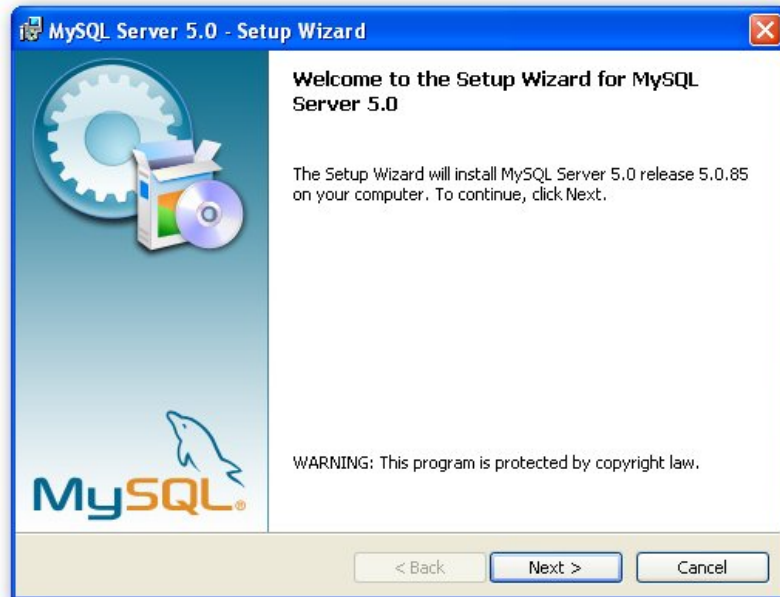 MySQL Server 5.0 - Setup Wizard
Welcome to the Setup Wizard for MySQL
Server 5.0
The Setup Wizard will install MySQL Server 5.0 release 5.0.85
on your computer. To continue, click Next.
WARNING: This program is protected by copyright law.
MySQL®
< Back
Next >
Cancel